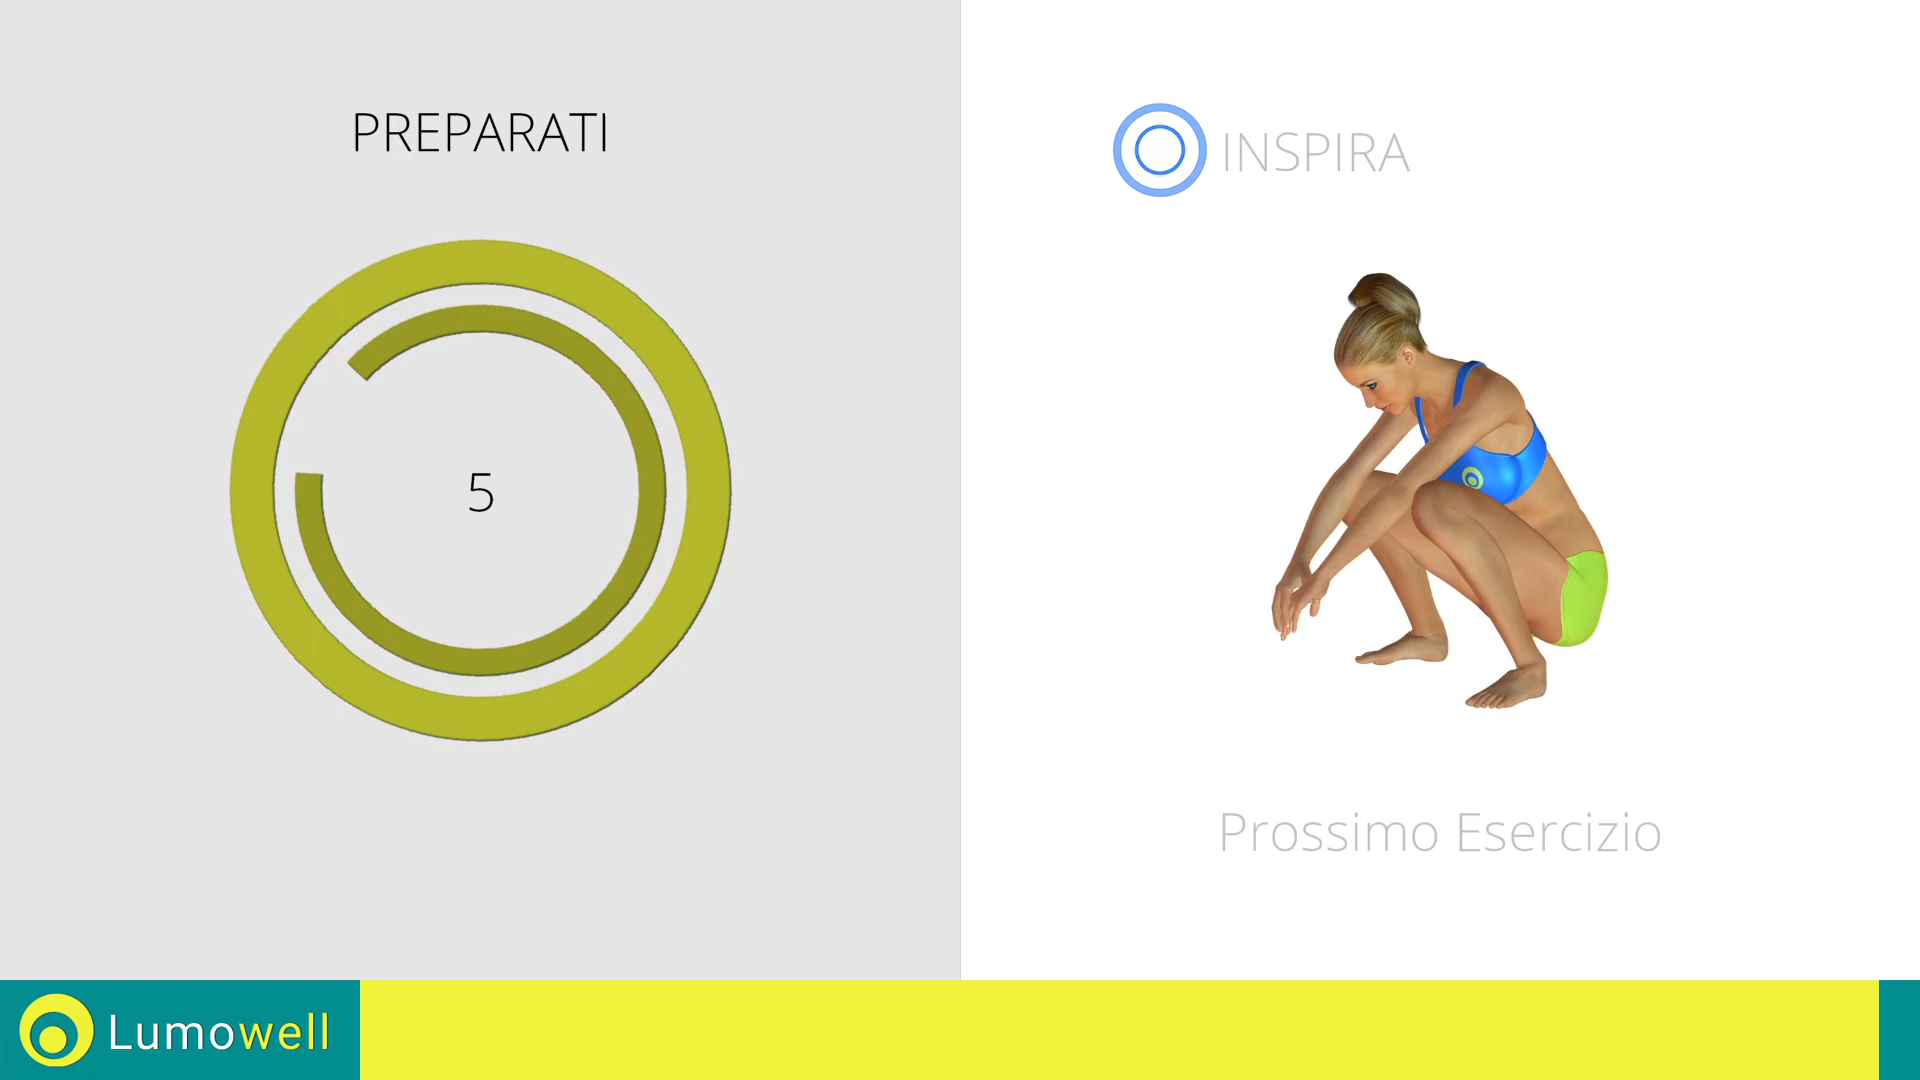 PREPARATI
5
INSPIRA
Prossimo Esercizio
Lumowell